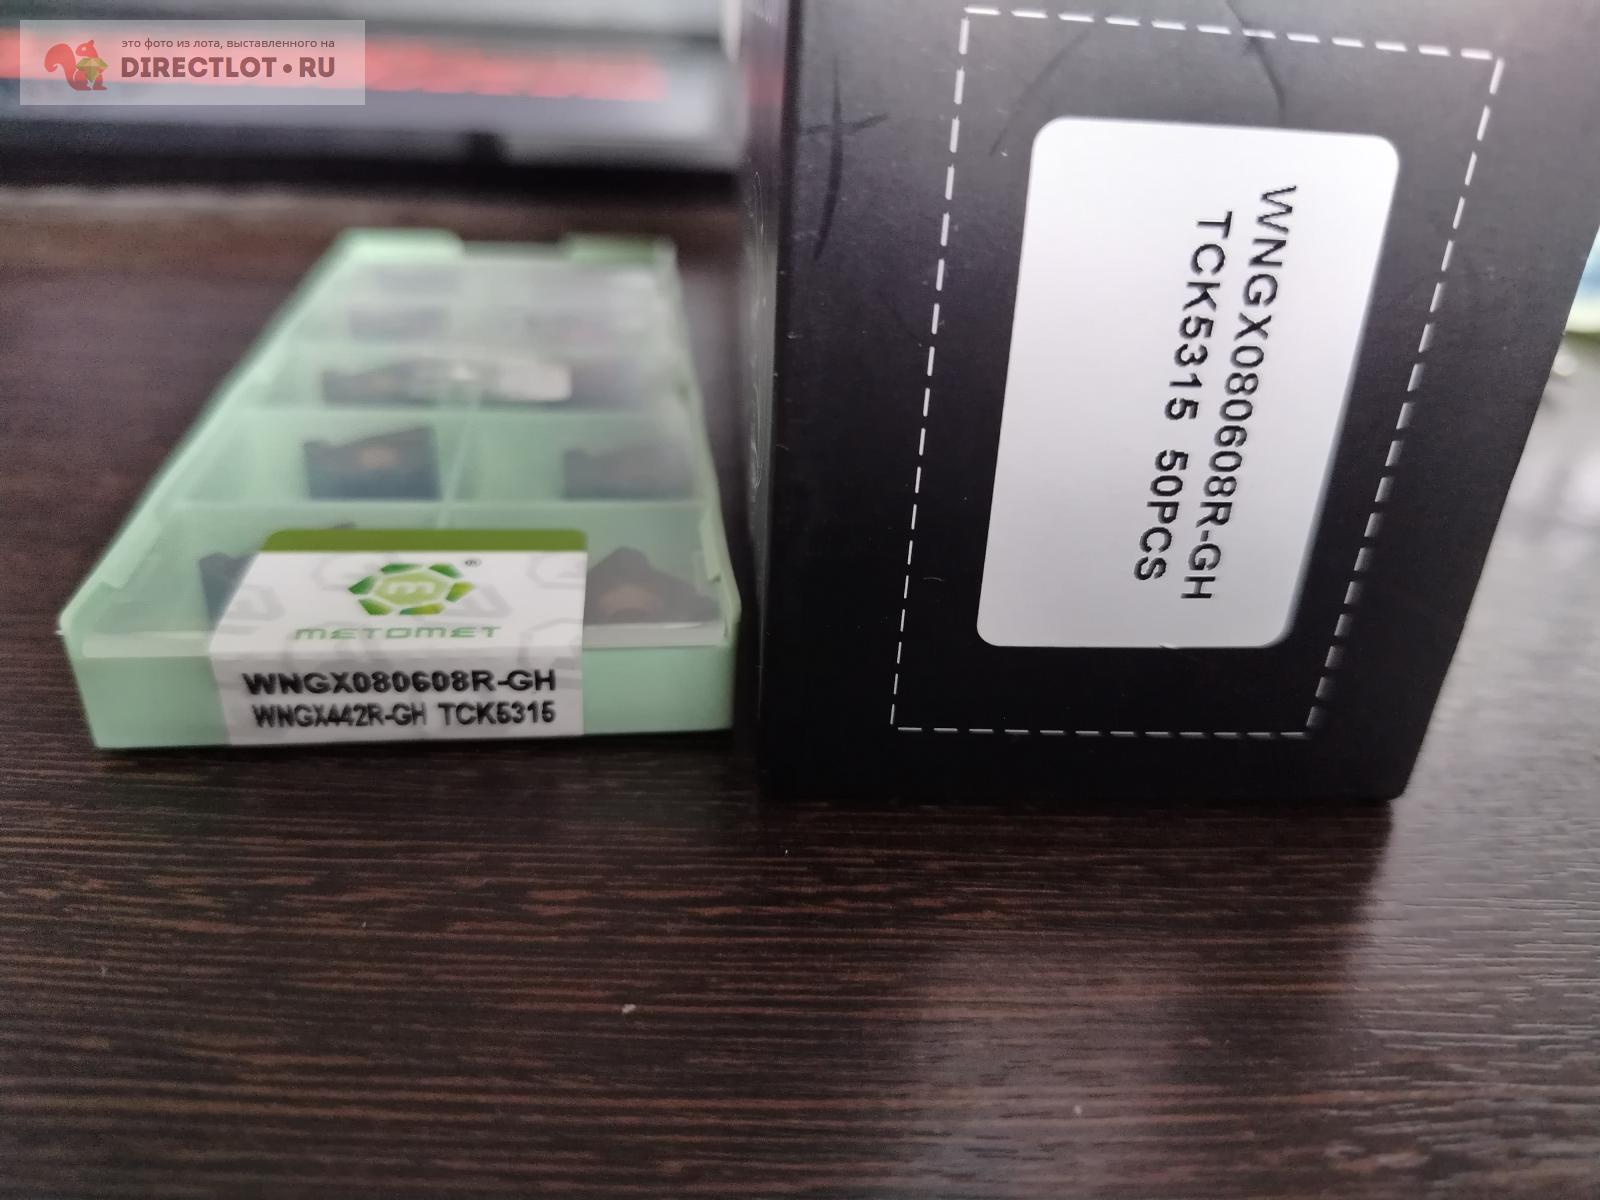 это фото из лота, выставленного на
DIRECTLOT•RU
METOMET®
WNGX080608R-GH
WNGX442R-GH TCK5315
WNGX080608R-GH
TCK5315 50PCS